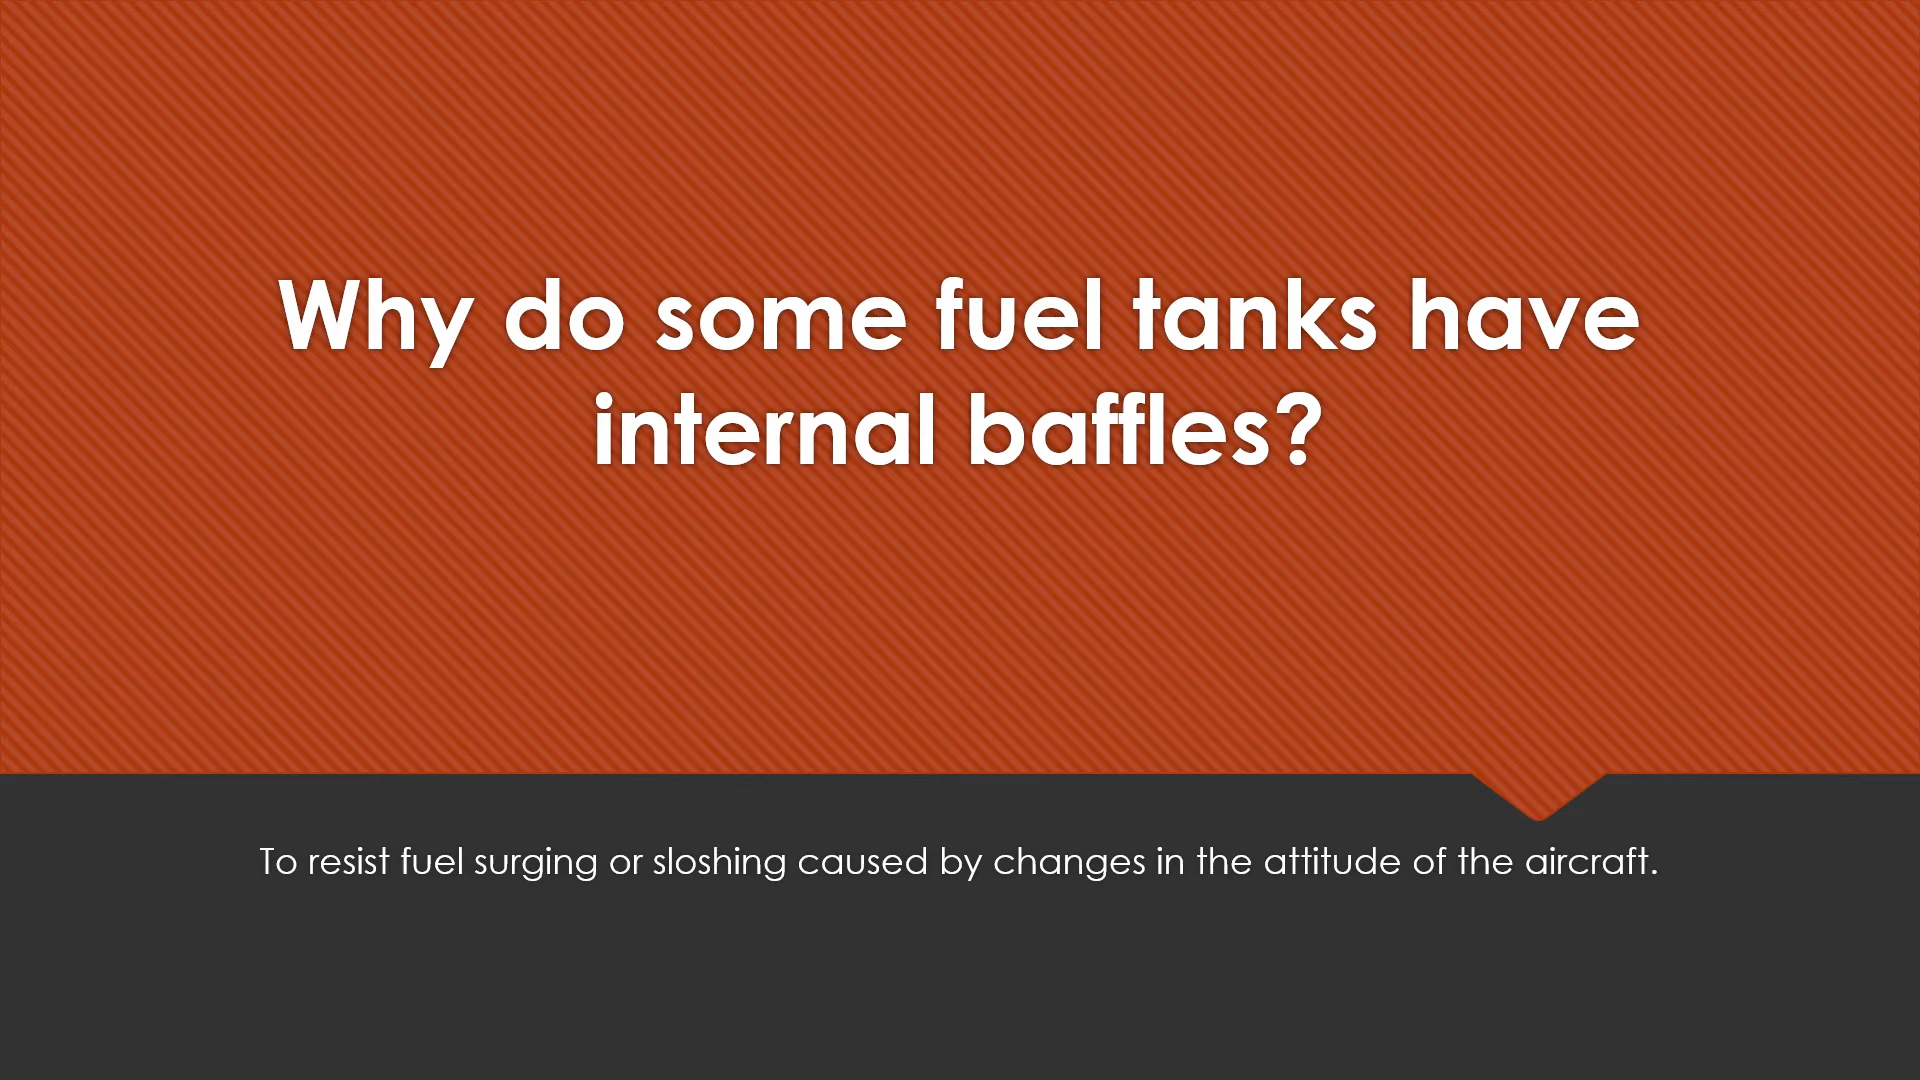 Why do some fuel tanks have
internal baffles?
To resist fuel surging or sloshing caused by changes in the attitude of the aircraft.